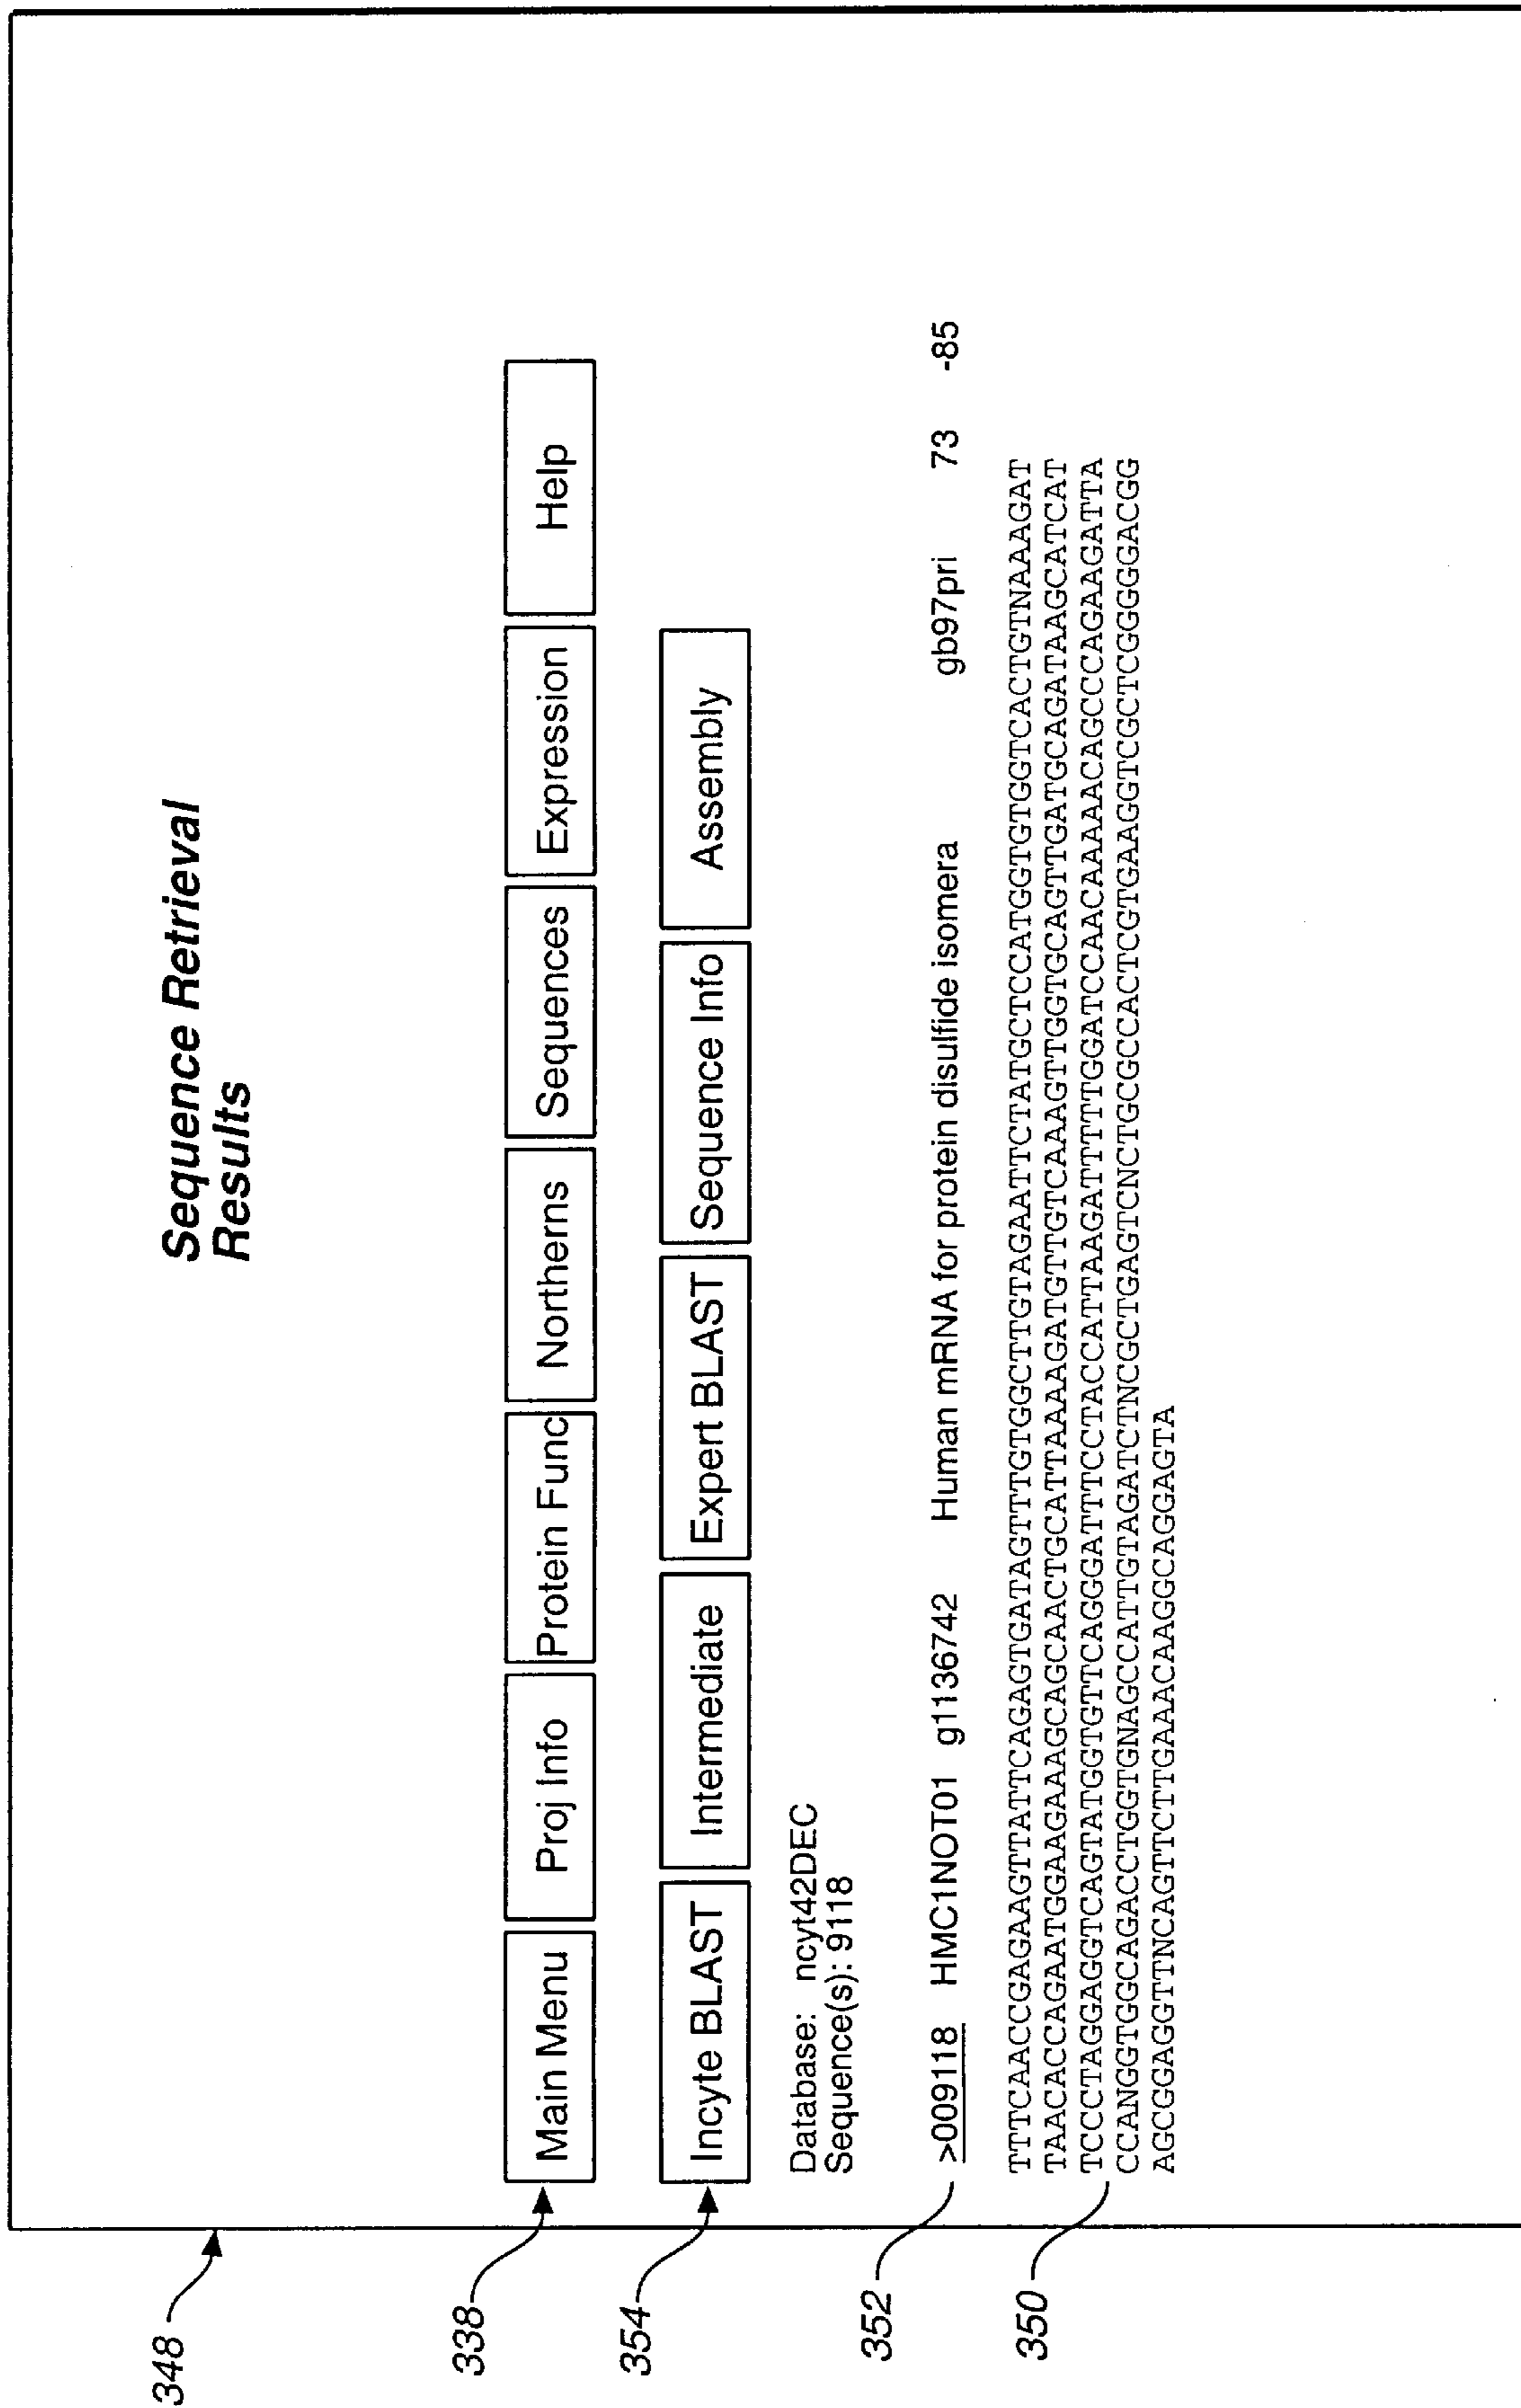 Sequence Retrieval
Results
348
338
Main Menu Proj Info Protein Func Northerns Sequences Expression Help
354
Incyte BLAST Intermediate Expert BLAST Sequence Info Assembly
Database: ncyt42DEC
Sequence(s): 9118
352
>009118 HMC1NOT01 g1136742 Human mRNA for protein disulfide isomera gb97pri 73 -85
350
TTTCAACCGAGAAGTTATTCAGAGTGATAGTTTGTGGCTTGTAGAATTCTATGCTCCATGGTGTGGTCACTGTNAAAGAT
TAACACCAGAATGGAAGAAAGCAGCAACTGCATTAAAAGATGTTGTCAAAGTTGGTGCAGTTGATGCAGATAAGCATCAT
TCCCTAGGAGGTCAGTATGGTGTTCAGGGATTTCCTACCATTAAGATTTTTGGATCCAACAAAAACAGCCCAGAAGATTA
CCANGGTGGCAGACCTGGTGNAGCCATTGTAGATCTNCGCTGAGTCNCTGCGCCACTCGTGAAGGTCGCTCGGGGGACGG
AGCGGAGGTTNCAGTTCTTGAAACAAGGCAGGAGTA